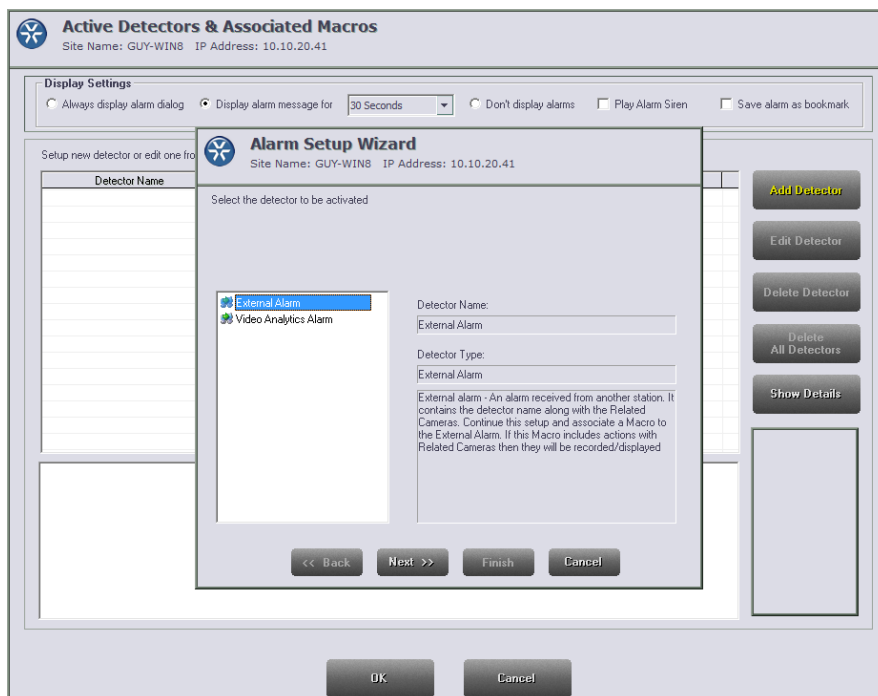 Active Detectors & Associated Macros
Site Name: GUY-WIN8 IP Address: 10.10.20.41
Display Settings
Always display alarm dialog Display alarm message for 30 Seconds Don't display alarms Play Alarm Siren Save alarm as bookmark
Setup new detector or edit one fro
Detector Name
Add Detector
Edit Detector
Delete Detector
Delete
All Detectors
Show Details
Alarm Setup Wizard
Site Name: GUY-WIN8 IP Address: 10.10.20.41
Select the detector to be activated
External Alarm
Video Analytics Alarm
Detector Name:
External Alarm
Detector Type:
External Alarm
External alarm - An alarm received from another station. It
contains the detector name along with the Related
Cameras. Continue this setup and associate a Macro to
the External Alarm. If this Macro includes actions with
Related Cameras then they will be recorded/displayed
<< Back Next >> Finish Cancel
OK Cancel